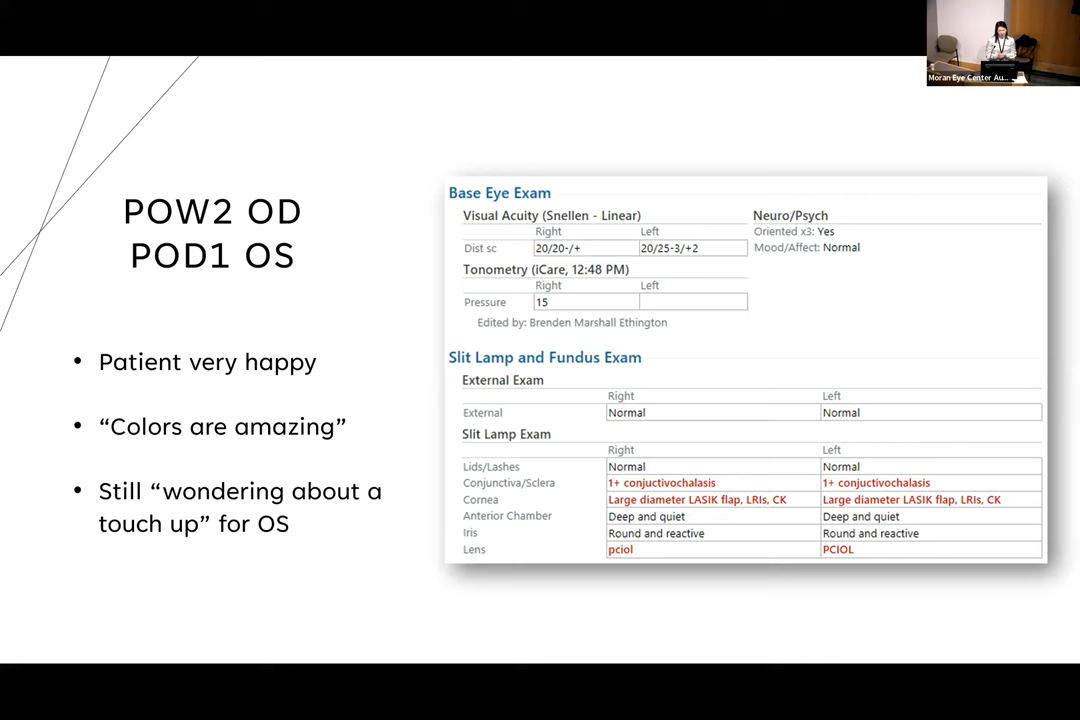 Moran Eye Center Au...
POW2 OD
POD1 OS
• Patient very happy
• “Colors are amazing”
• Still “wondering about a
touch up” for OS
Base Eye Exam
Visual Acuity (Snellen - Linear)
Right Left
Dist sc 20/20-/+ 20/25-3/+2
Tonometry (iCare, 12:48 PM)
Right Left
Pressure 15
Edited by: Brenden Marshall Ethington
Neuro/Psych
Oriented x3: Yes
Mood/Affect: Normal
Slit Lamp and Fundus Exam
External Exam
Right Left
External Normal Normal
Slit Lamp Exam
Right Left
Lids/Lashes Normal Normal
Conjunctiva/Sclera 1+ conjuctivochalasis 1+ conjuctivochalasis
Cornea Large diameter LASIK flap, LRIs, CK Large diameter LASIK flap, LRIs, CK
Anterior Chamber Deep and quiet Deep and quiet
Iris Round and reactive Round and reactive
Lens pciol PCIOL